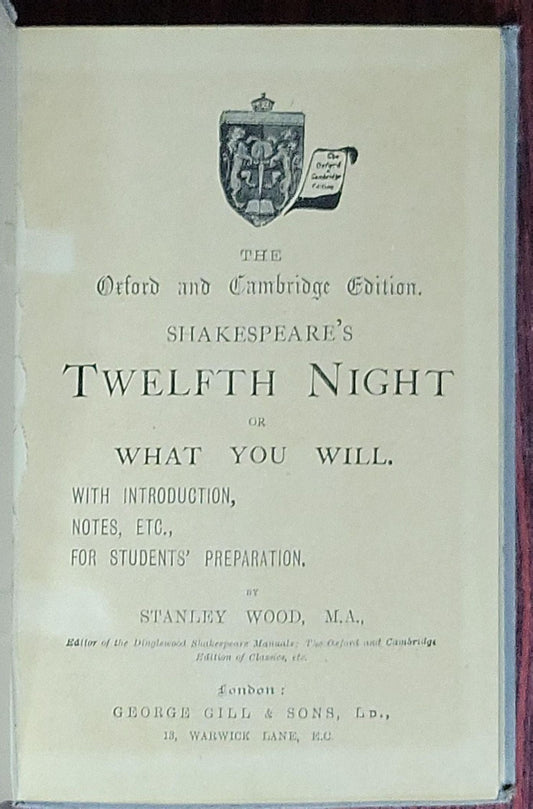 The
Oxford
&
Cambridge
Edition
THE
Oxford and Cambridge Edition.
SHAKESPEARE'S
TWELFTH NIGHT
OR
WHAT YOU WILL.
WITH INTRODUCTION,
NOTES, ETC.,
FOR STUDENTS' PREPARATION.
BY
STANLEY WOOD, M.A.,
Editor of the Dinglewood Shakespeare Manuals; The Oxford and Cambridge
Edition of Classics, etc.
London:
GEORGE GILL & SONS, LD.,
13, WARWICK LANE, E.C.